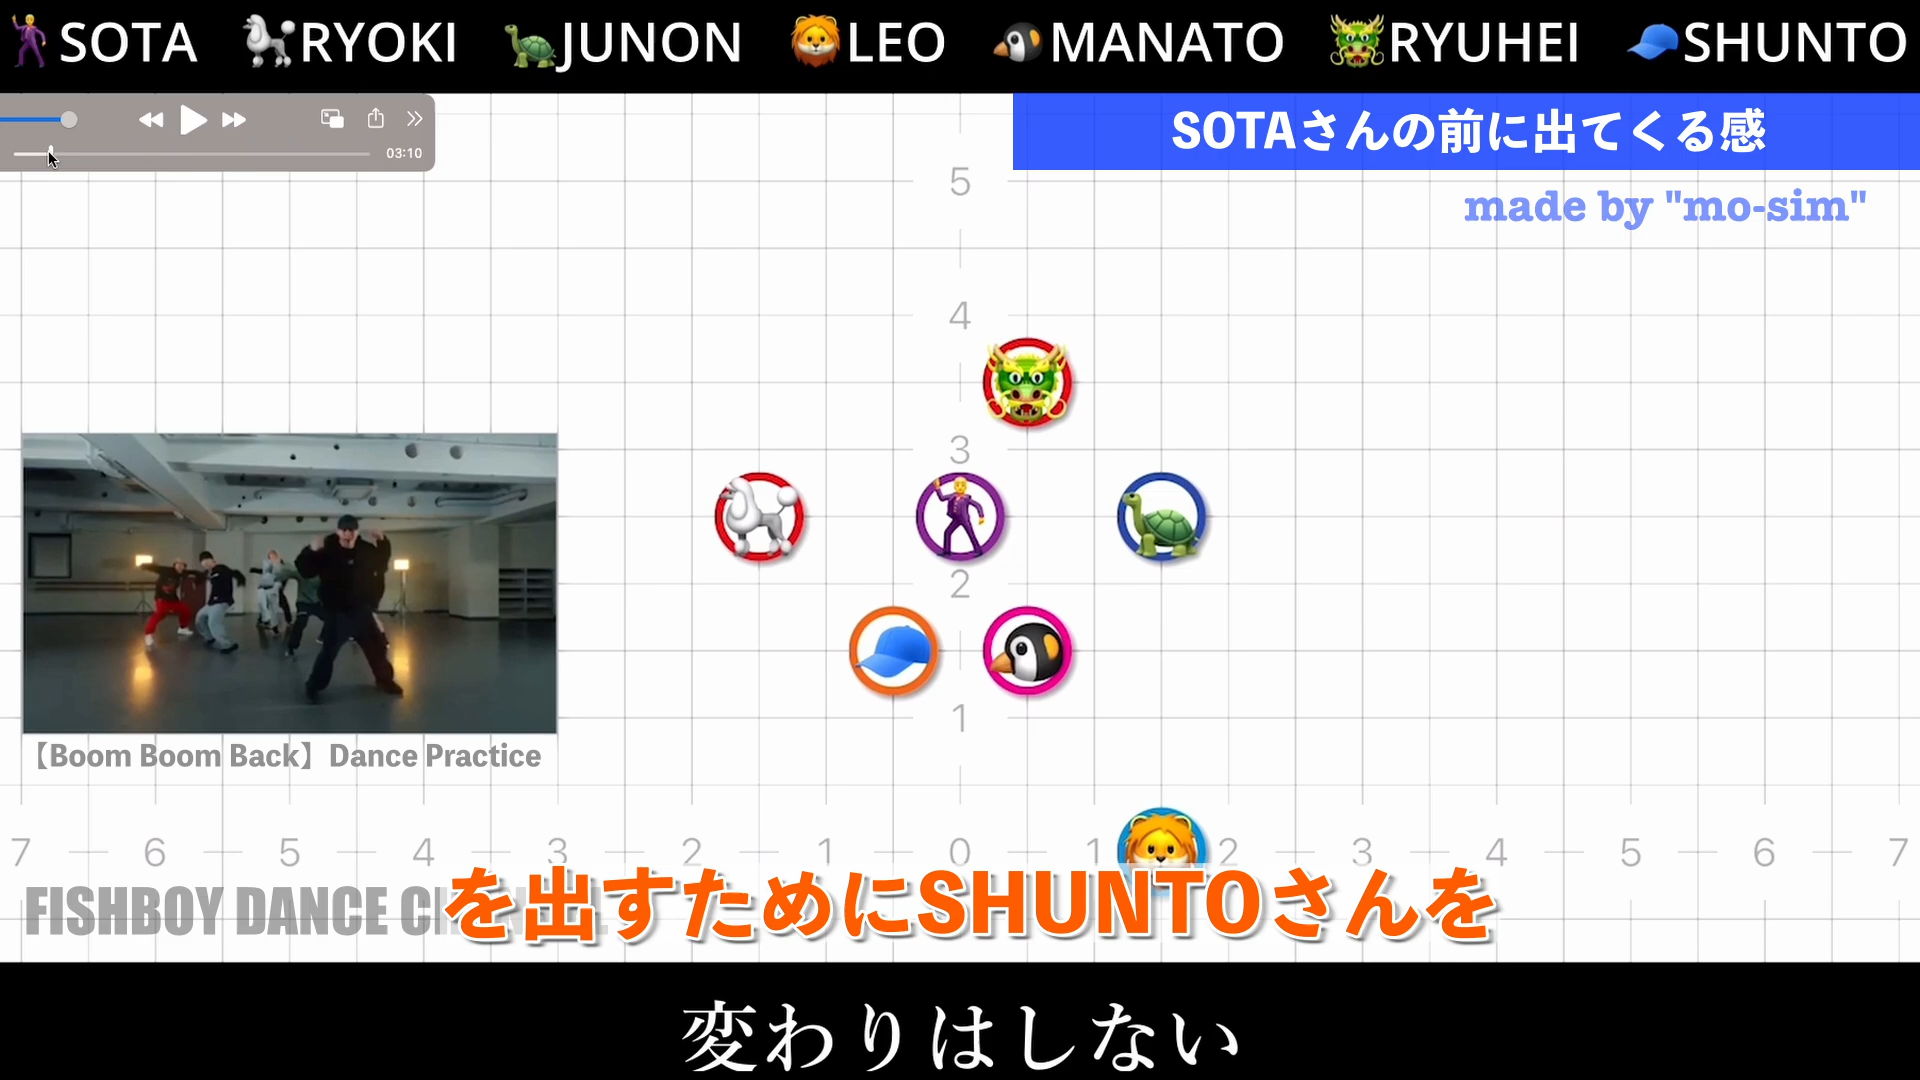 SOTA RYOKI JUNON LEO MANATO RYUHEI SHUNTO
03:10
SOTAさんの前に出てくる感
made by "mo-sim"
5
4
3
2
1
【Boom Boom Back】Dance Practice
7 6 5 4 3 2 1 0 1 2 3 4 5 6 7
FISHBOY DANCE
を出すためにSHUNTOさんを
変わりはしない